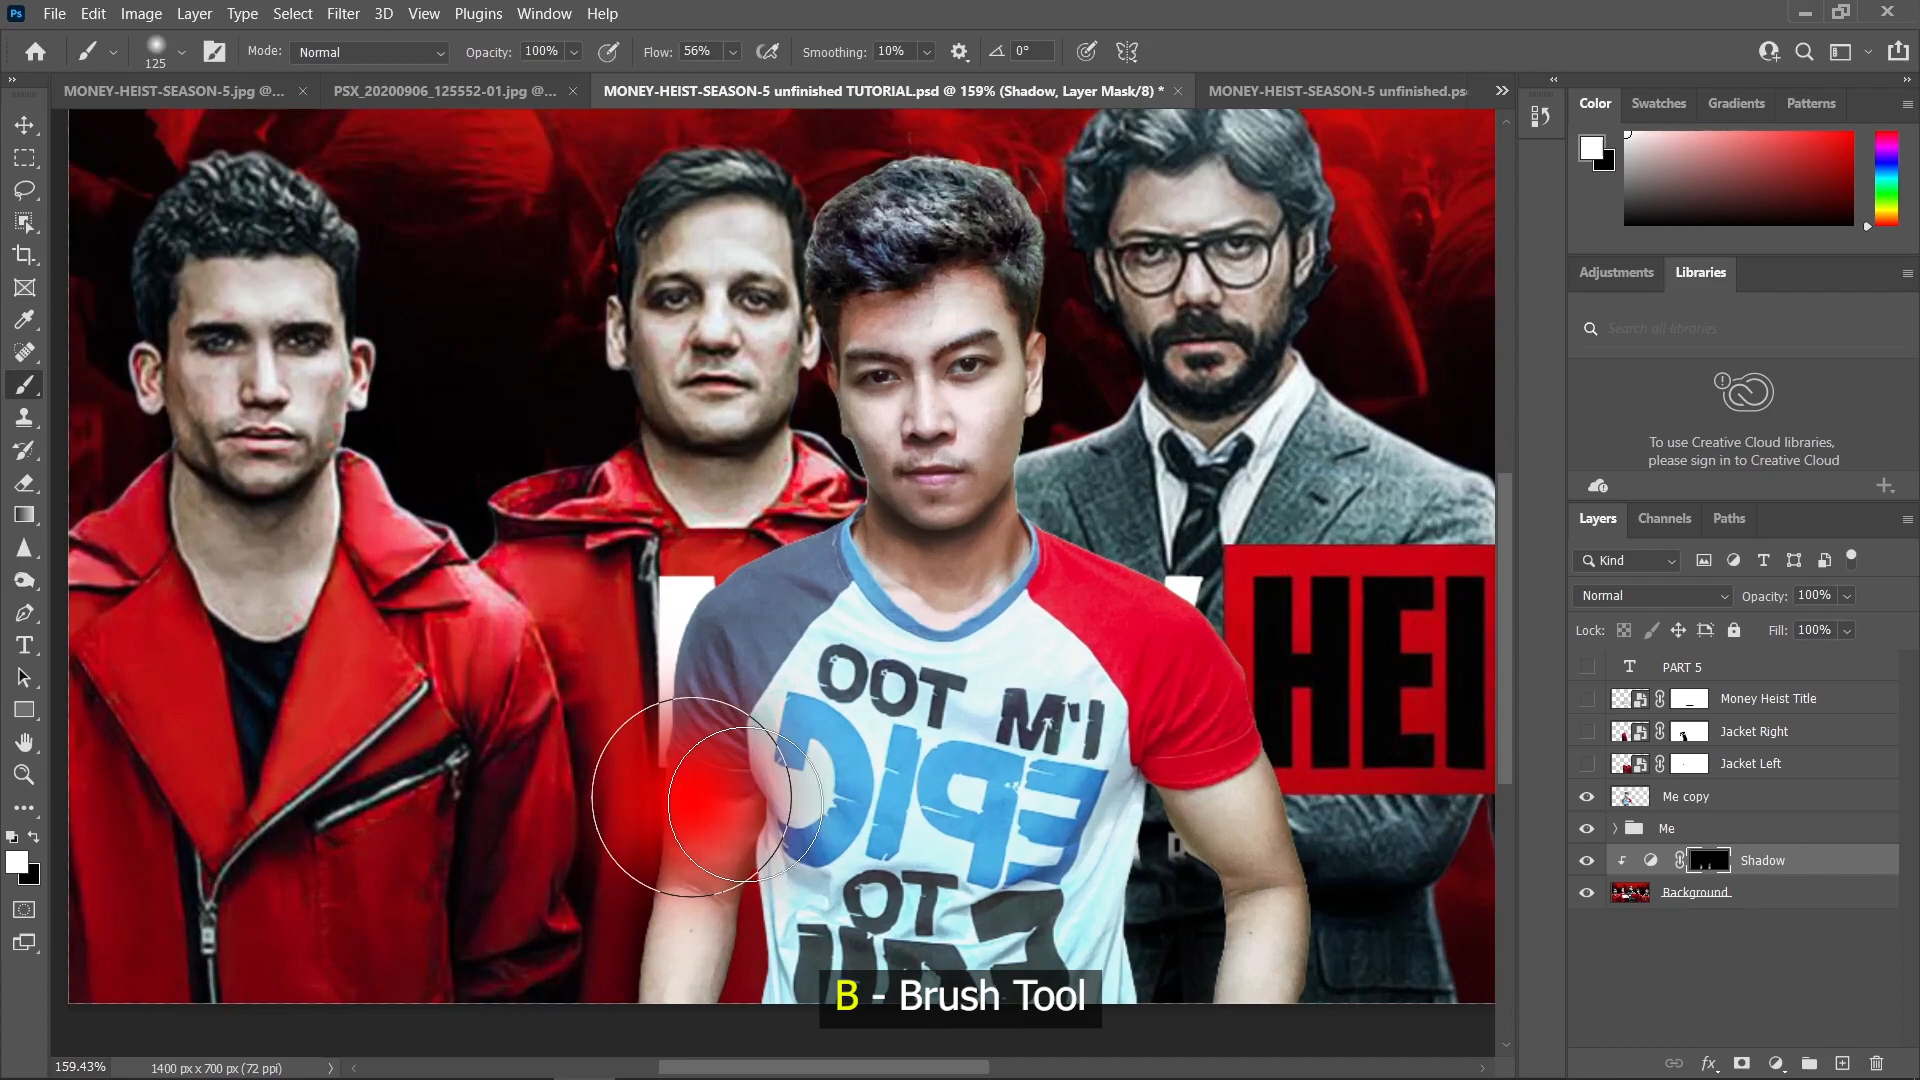 Ps File Edit Image Layer Type Select Filter 3D View Plugins Window Help
125 Mode: Normal Opacity: 100% Flow: 56% Smoothing: 10% 0°
MONEY-HEIST-SEASON-5.jpg @... PSX_20200906_125552-01.jpg @... MONEY-HEIST-SEASON-5 unfinished TUTORIAL.psd @ 159% (Shadow, Layer Mask/8) * MONEY-HEIST-SEASON-5 unfinished.ps
Color Swatches Gradients Patterns
Adjustments Libraries
Search all libraries
To use Creative Cloud libraries,
please sign in to Creative Cloud
Layers Channels Paths
Kind
Normal Opacity: 100%
Lock: Fill: 100%
T PART 5
Money Heist Title
Jacket Right
Jacket Left
Me copy
Me
Shadow
Background
HEI
I'M TOO
EPIC
TO
FAIL
B - Brush Tool
159.43% 1400 px x 700 px (72 ppi)